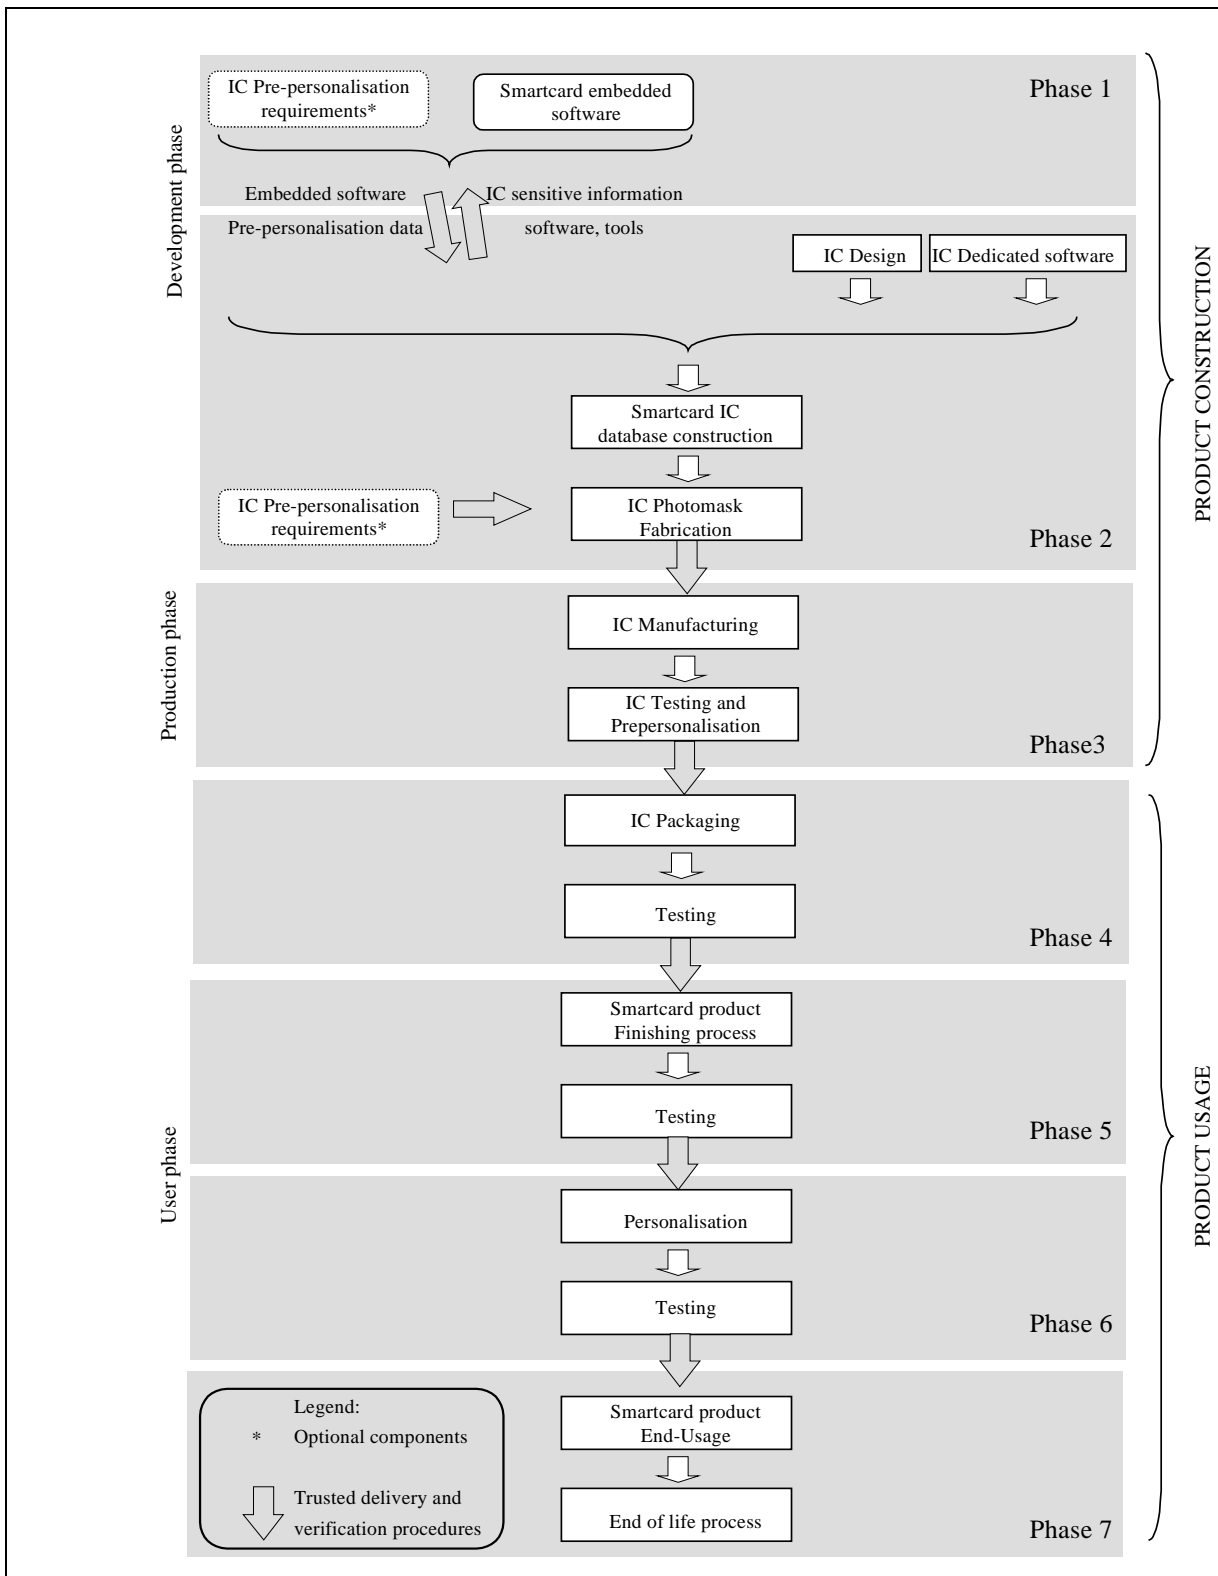 IC Pre-personalisation
requirements*
Smartcard embedded
software
Phase 1
Development phase
Embedded software
IC sensitive information
Pre-personalisation data
software, tools
IC Design
IC Dedicated software
PRODUCT CONSTRUCTION
Smartcard IC
database construction
IC Pre-personalisation
requirements*
IC Photomask
Fabrication
Phase 2
Production phase
IC Manufacturing
IC Testing and
Prepersonalisation
Phase3
IC Packaging
Testing
Phase 4
Smartcard product
Finishing process
Testing
Phase 5
User phase
PRODUCT USAGE
Personalisation
Testing
Phase 6
Legend:
* Optional components
Trusted delivery and
verification procedures
Smartcard product
End-Usage
End of life process
Phase 7